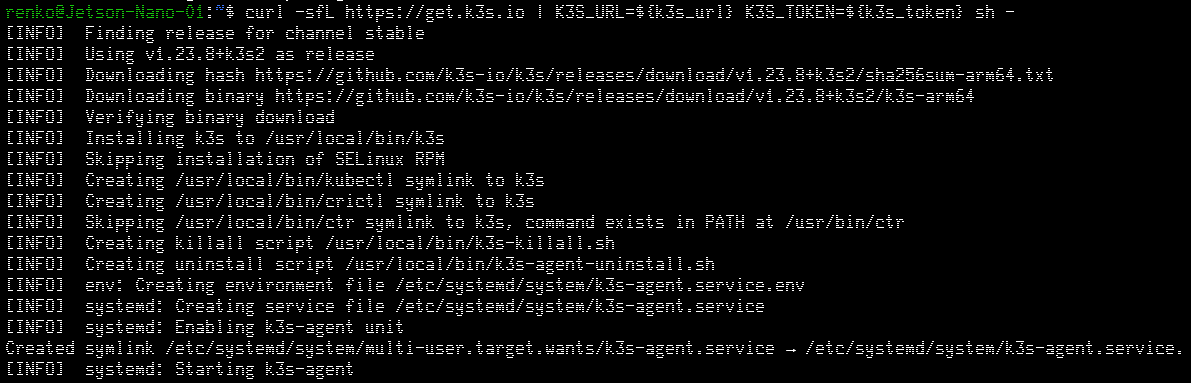 renko@Jetson-Nano-01:~$ curl -sfL https://get.k3s.io | K3S_URL=${k3s_url} K3S_TOKEN=${k3s_token} sh -
[INFO]  Finding release for channel stable
[INFO]  Using v1.23.8+k3s2 as release
[INFO]  Downloading hash https://github.com/k3s-io/k3s/releases/download/v1.23.8+k3s2/sha256sum-arm64.txt
[INFO]  Downloading binary https://github.com/k3s-io/k3s/releases/download/v1.23.8+k3s2/k3s-arm64
[INFO]  Verifying binary download
[INFO]  Installing k3s to /usr/local/bin/k3s
[INFO]  Skipping installation of SELinux RPM
[INFO]  Creating /usr/local/bin/kubectl symlink to k3s
[INFO]  Creating /usr/local/bin/crictl symlink to k3s
[INFO]  Skipping /usr/local/bin/ctr symlink to k3s, command exists in PATH at /usr/bin/ctr
[INFO]  Creating killall script /usr/local/bin/k3s-killall.sh
[INFO]  Creating uninstall script /usr/local/bin/k3s-agent-uninstall.sh
[INFO]  env: Creating environment file /etc/systemd/system/k3s-agent.service.env
[INFO]  systemd: Creating service file /etc/systemd/system/k3s-agent.service
[INFO]  systemd: Enabling k3s-agent unit
Created symlink /etc/systemd/system/multi-user.target.wants/k3s-agent.service → /etc/systemd/system/k3s-agent.service.
[INFO]  systemd: Starting k3s-agent